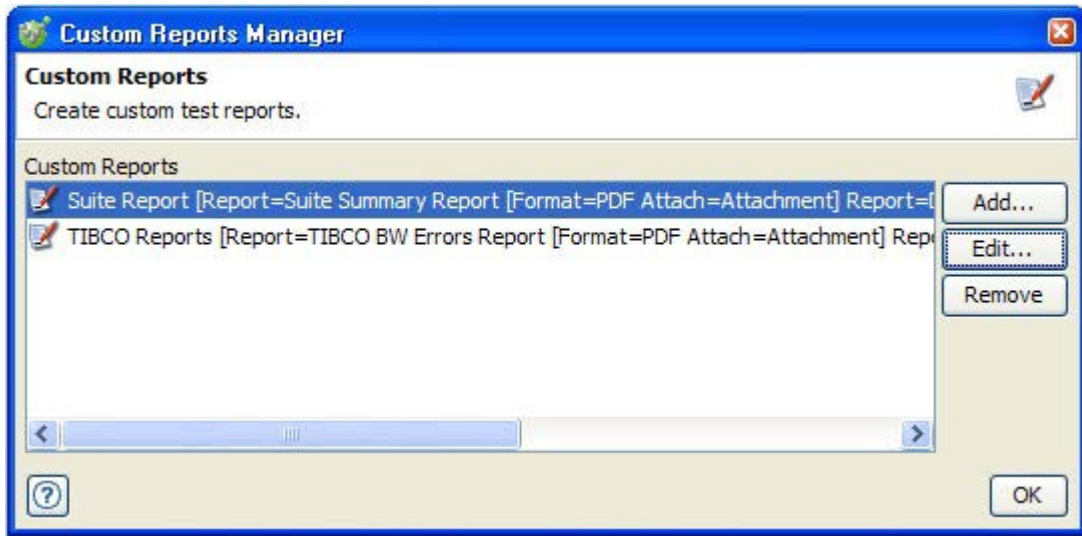 Custom Reports Manager
Custom Reports
Create custom test reports.
Custom Reports
Suite Report [Report=Suite Summary Report [Format=PDF Attach=Attachment] Report=
TIBCO Reports [Report=TIBCO BW Errors Report [Format=PDF Attach=Attachment]
Add...
Edit...
Remove
?
OK